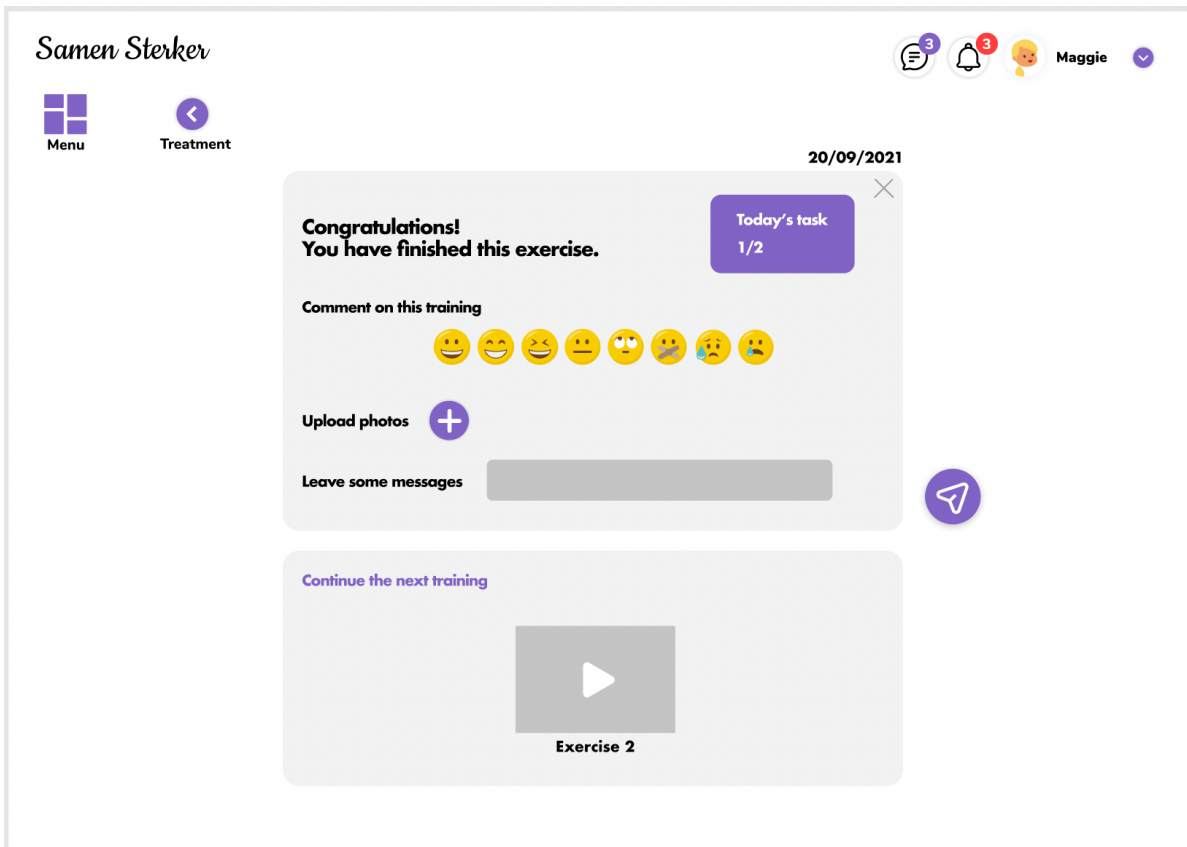 Samen Sterker
3
3
Maggie
Menu
Treatment
20/09/2021
Congratulations!
You have finished this exercise.
Today's task
1/2
Comment on this training
Upload photos
Leave some messages
Continue the next training
Exercise 2